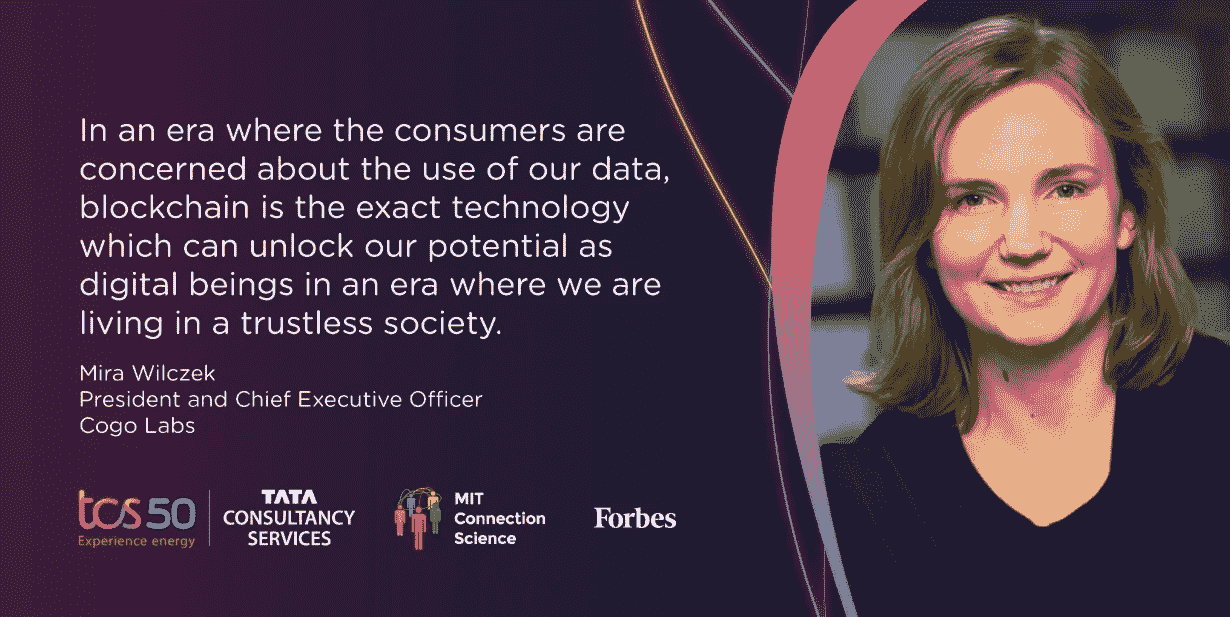 In an era where the consumers are
concerned about the use of our data,
blockchain is the exact technology
which can unlock our potential as
digital beings in an era where we are
living in a trustless society.
Mira Wilczek
President and Chief Executive Officer
Cogo Labs
tcs 50
Experience energy
TATA
CONSULTANCY
SERVICES
MIT
Connection
Science
Forbes